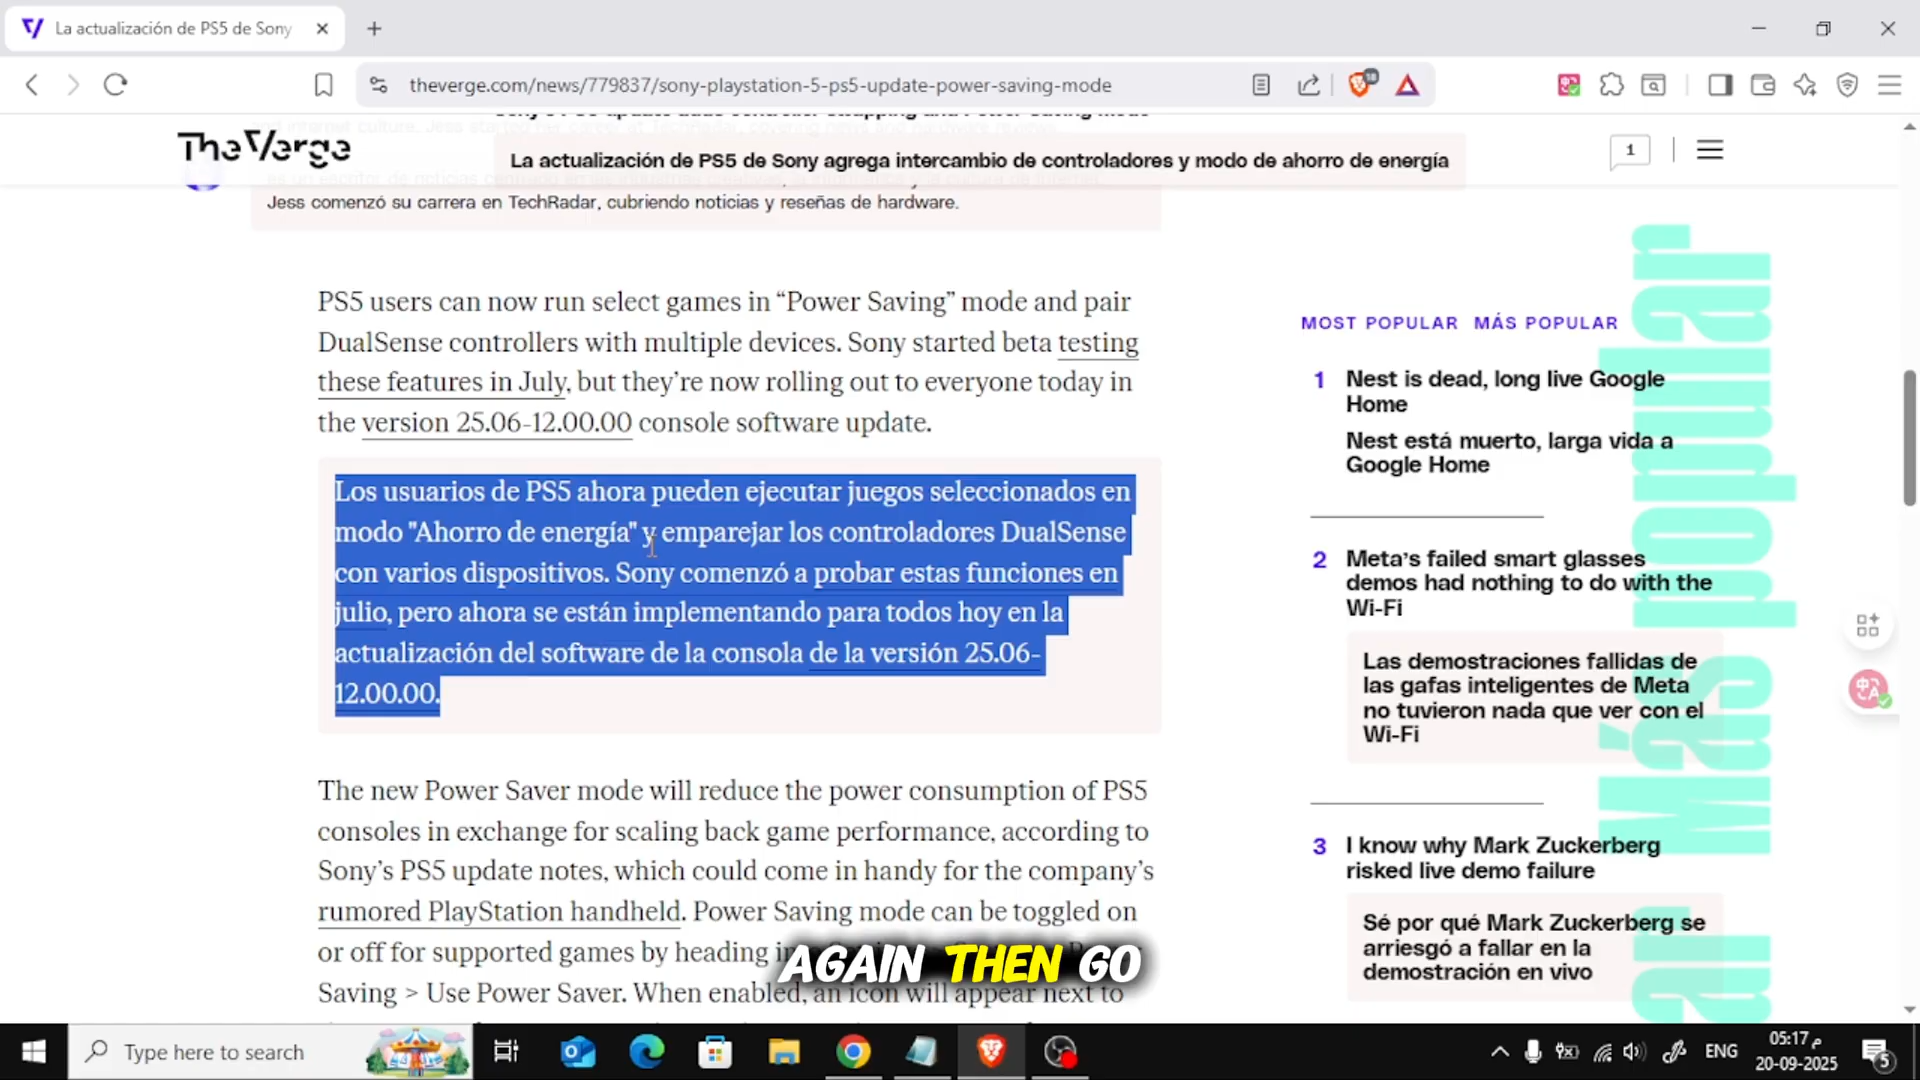 La actualización de PS5 de Sony
theverge.com/news/779837/sony-playstation-5-ps5-update-power-saving-mode
18
The Verge
La actualización de PS5 de Sony agrega intercambio de controladores y modo de ahorro de energía
1
Jess comenzó su carrera en TechRadar, cubriendo noticias y reseñas de hardware.
PS5 users can now run select games in “Power Saving” mode and pair
DualSense controllers with multiple devices. Sony started beta testing
these features in July, but they’re now rolling out to everyone today in
the version 25.06-12.00.00 console software update.
Los usuarios de PS5 ahora pueden ejecutar juegos seleccionados en
modo "Ahorro de energía" y emparejar los controladores DualSense
con varios dispositivos. Sony comenzó a probar estas funciones en
julio, pero ahora se están implementando para todos hoy en la
actualización del software de la consola de la versión 25.06-
12.00.00.
The new Power Saver mode will reduce the power consumption of PS5
consoles in exchange for scaling back game performance, according to
Sony’s PS5 update notes, which could come in handy for the company’s
rumored PlayStation handheld. Power Saving mode can be toggled on
or off for supported games by heading
Saving > Use Power Saver. When enabled, an icon will appear next to
MOST POPULAR MÁS POPULAR
Más popular
1 Nest is dead, long live Google
Home
Nest está muerto, larga vida a
Google Home
2 Meta’s failed smart glasses
demos had nothing to do with the
Wi-Fi
Las demostraciones fallidas de
las gafas inteligentes de Meta
no tuvieron nada que ver con el
Wi-Fi
3 I know why Mark Zuckerberg
risked live demo failure
Sé por qué Mark Zuckerberg se
arriesgó a fallar en la
demostración en vivo
AGAIN THEN GO
Type here to search
ENG
05:17 م
20-09-2025
5